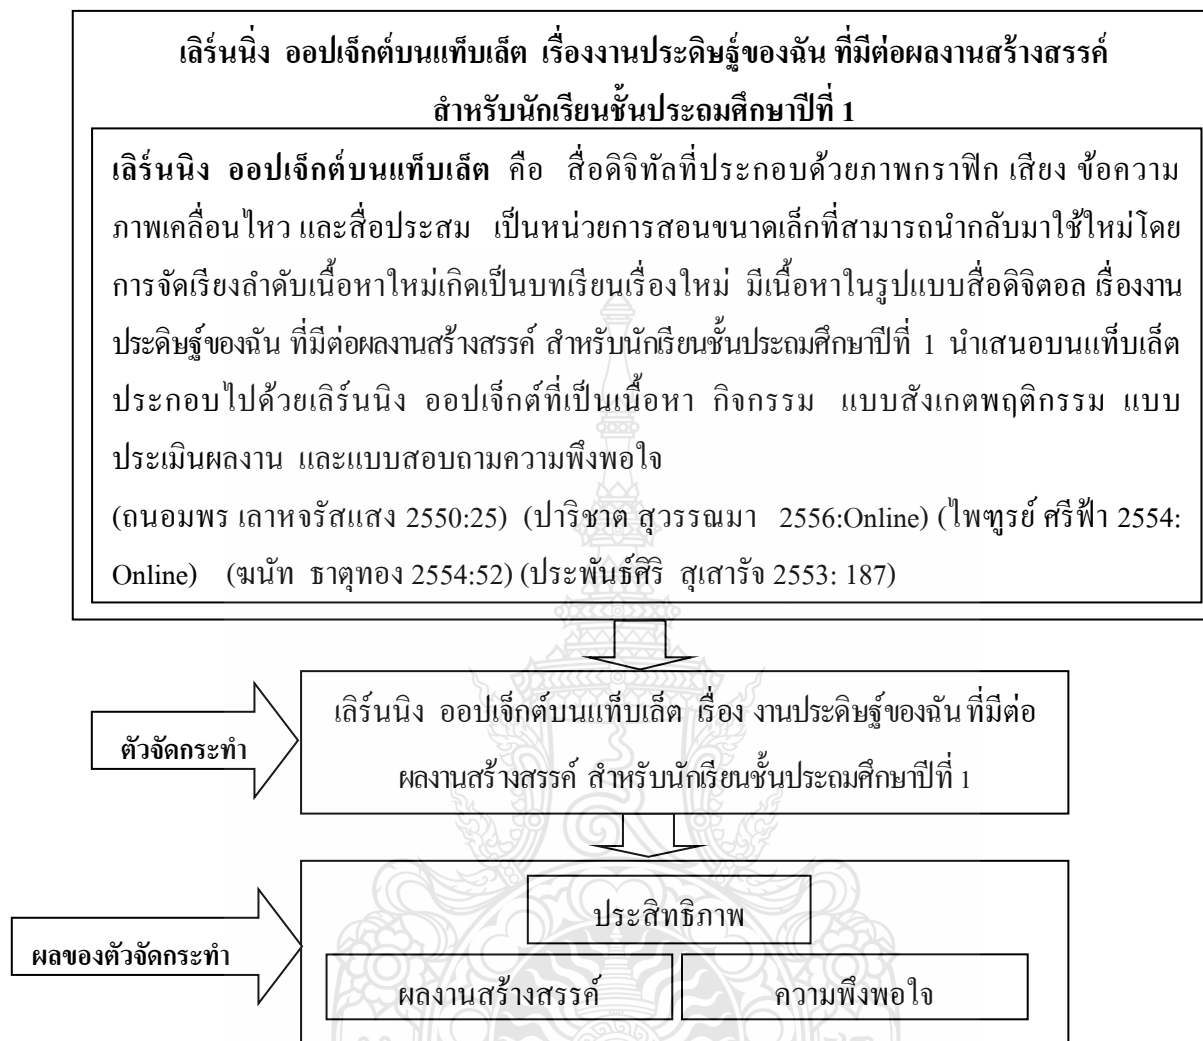 เลิร์นนิ่ง ออปเจ็กต์บนแท็บเล็ต เรื่องงานประดิษฐ์ของฉัน ที่มีต่อผลงานสร้างสรรค์
สำหรับนักเรียนชั้นประถมศึกษาปีที่ 1
เลิร์นนิง ออปเจ็กต์บนแท็บเล็ต คือ สื่อดิจิทัลที่ประกอบด้วยภาพกราฟิก เสียง ข้อความ
ภาพเคลื่อนไหว และสื่อประสม เป็นหน่วยการสอนขนาดเล็กที่สามารถนำกลับมาใช้ใหม่โดย
การจัดเรียงลำดับเนื้อหาใหม่เกิดเป็นบทเรียนเรื่องใหม่ มีเนื้อหาในรูปแบบสื่อดิจิตอล เรื่องงาน
ประดิษฐ์ของฉัน ที่มีต่อผลงานสร้างสรรค์ สำหรับนักเรียนชั้นประถมศึกษาปีที่ 1 นำเสนอบนแท็บเล็ต
ประกอบไปด้วยเลิร์นนิง ออปเจ็กต์ที่เป็นเนื้อหา กิจกรรม แบบสังเกตพฤติกรรม แบบ
ประเมินผลงาน และแบบสอบถามความพึงพอใจ
(ถนอมพร เลาหจรัสแสง 2550:25) (ปาริชาต สุวรรณมา 2556:Online) (ไพฑูรย์ ศรีฟ้า 2554:
Online) (ฆนัท ธาตุทอง 2554:52) (ประพันธ์ศิริ สุเสารัจ 2553: 187)
ตัวจัดกระทำ
เลิร์นนิง ออปเจ็กต์บนแท็บเล็ต เรื่อง งานประดิษฐ์ของฉัน ที่มีต่อ
ผลงานสร้างสรรค์ สำหรับนักเรียนชั้นประถมศึกษาปีที่ 1
ผลของตัวจัดกระทำ
ประสิทธิภาพ
ผลงานสร้างสรรค์
ความพึงพอใจ